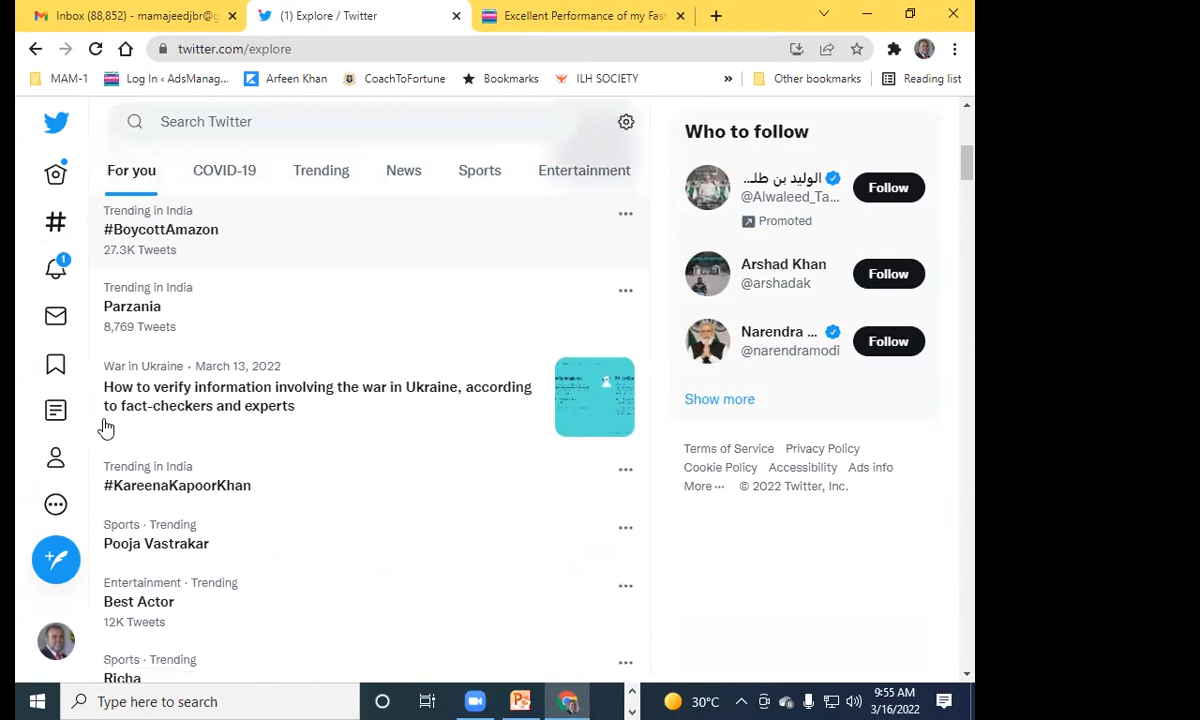 Inbox (88,852) - mamajeedjbr@g
(1) Explore / Twitter
Excellent Performance of my Fast
twitter.com/explore
MAM-1
Log In ‹ AdsManag...
Arfeen Khan
CoachToFortune
Bookmarks
ILH SOCIETY
»
Other bookmarks
Reading list
Search Twitter
For you
COVID-19
Trending
News
Sports
Entertainment
Trending in India
#BoycottAmazon
27.3K Tweets
Trending in India
Parzania
8,769 Tweets
War in Ukraine · March 13, 2022
How to verify information involving the war in Ukraine, according
to fact-checkers and experts
Trending in India
#KareenaKapoorKhan
Sports · Trending
Pooja Vastrakar
Entertainment · Trending
Best Actor
12K Tweets
Sports · Trending
Richa
1
Who to follow
الوليد بن طلـ...
@Alwaleed_Ta...
Promoted
Follow
Arshad Khan
@arshadak
Follow
Narendra ...
@narendramodi
Follow
Show more
Terms of Service Privacy Policy
Cookie Policy Accessibility Ads info
More ··· © 2022 Twitter, Inc.
Type here to search
30°C
9:55 AM
3/16/2022